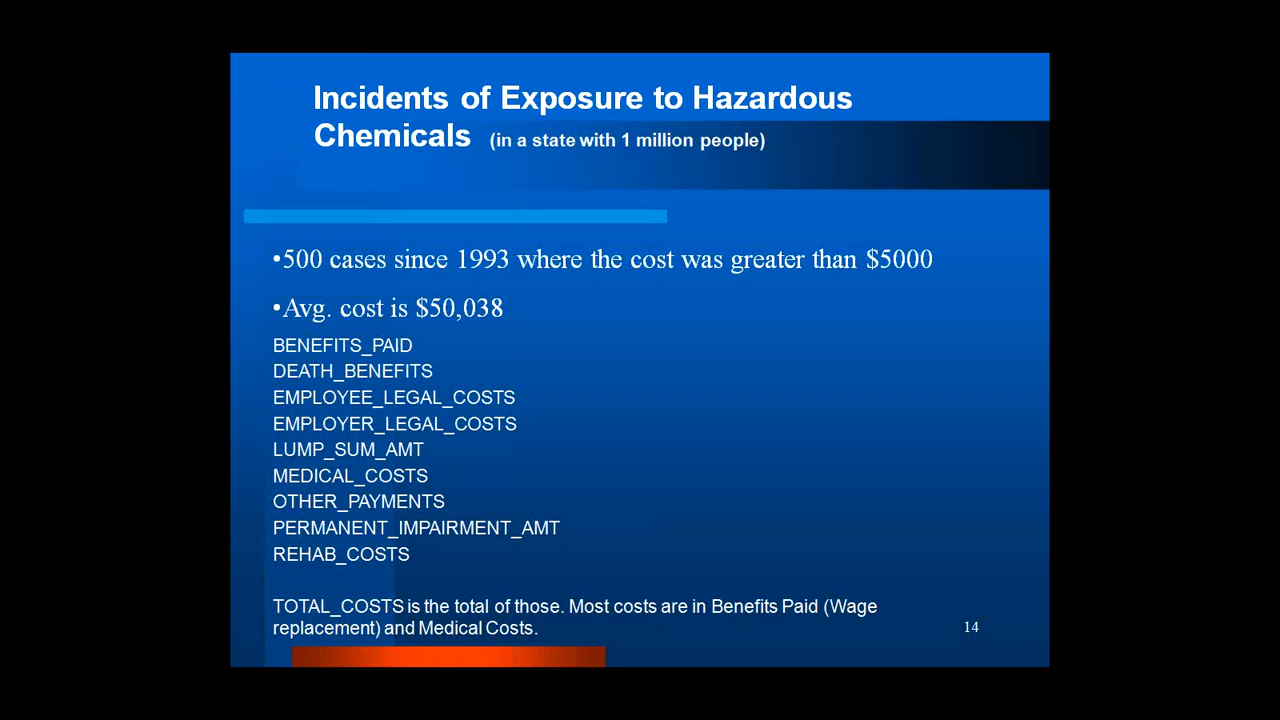 Incidents of Exposure to Hazardous
Chemicals (in a state with 1 million people)
•500 cases since 1993 where the cost was greater than $5000
•Avg. cost is $50,038
BENEFITS_PAID
DEATH_BENEFITS
EMPLOYEE_LEGAL_COSTS
EMPLOYER_LEGAL_COSTS
LUMP_SUM_AMT
MEDICAL_COSTS
OTHER_PAYMENTS
PERMANENT_IMPAIRMENT_AMT
REHAB_COSTS
TOTAL_COSTS is the total of those. Most costs are in Benefits Paid (Wage
replacement) and Medical Costs.
14